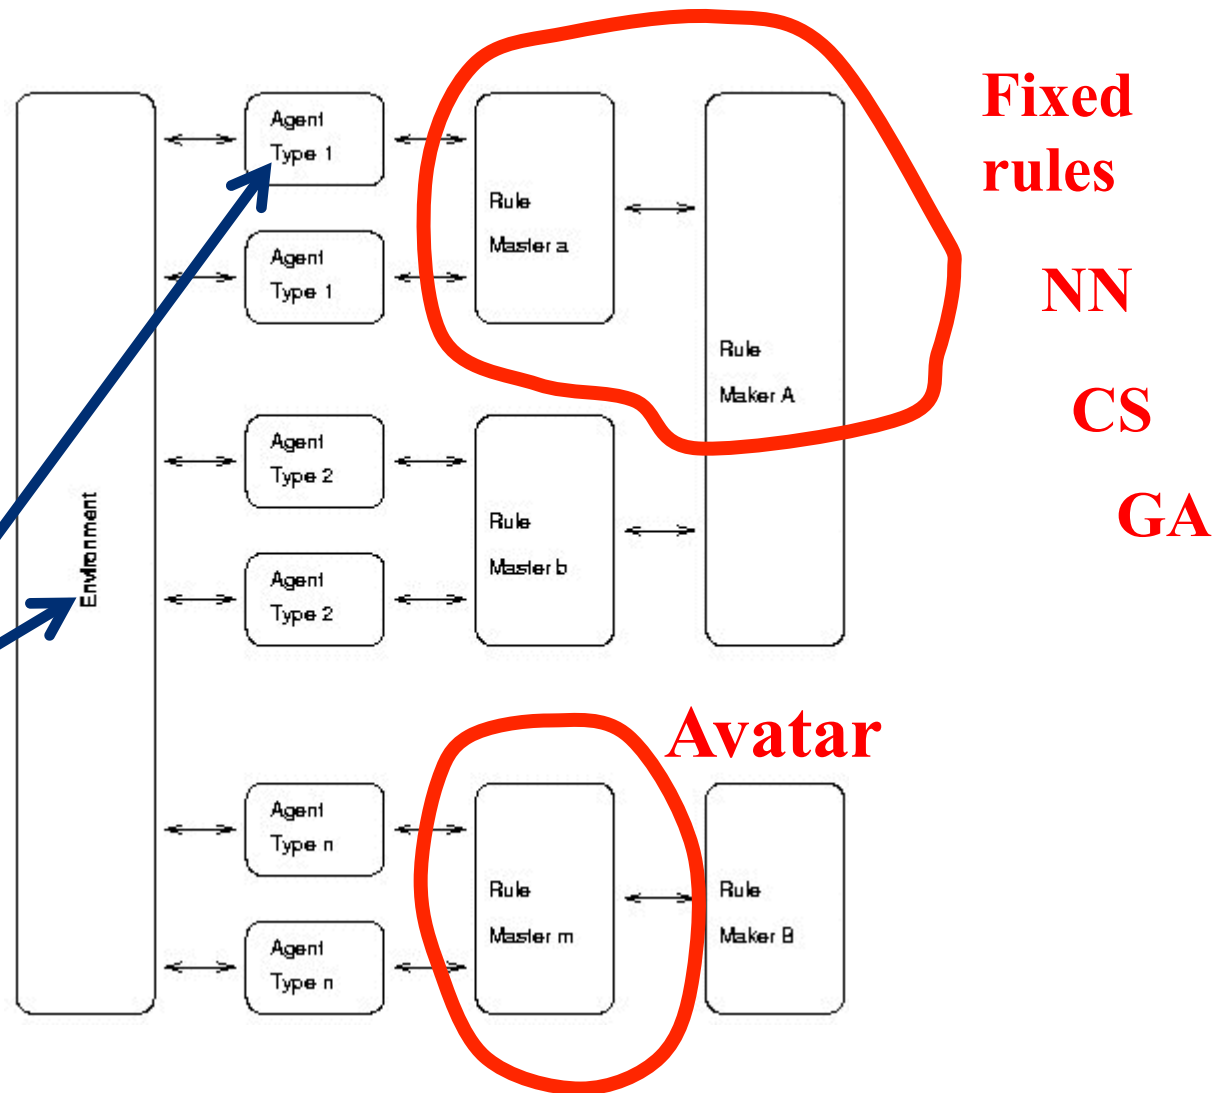 Fixed
rules
NN
CS
GA
Environment
Agent
Type 1
Agent
Type 1
Rule
Master a
Rule
Maker A
Agent
Type 2
Agent
Type 2
Rule
Master b
Avatar
Agent
Type n
Agent
Type n
Rule
Master m
Rule
Maker B